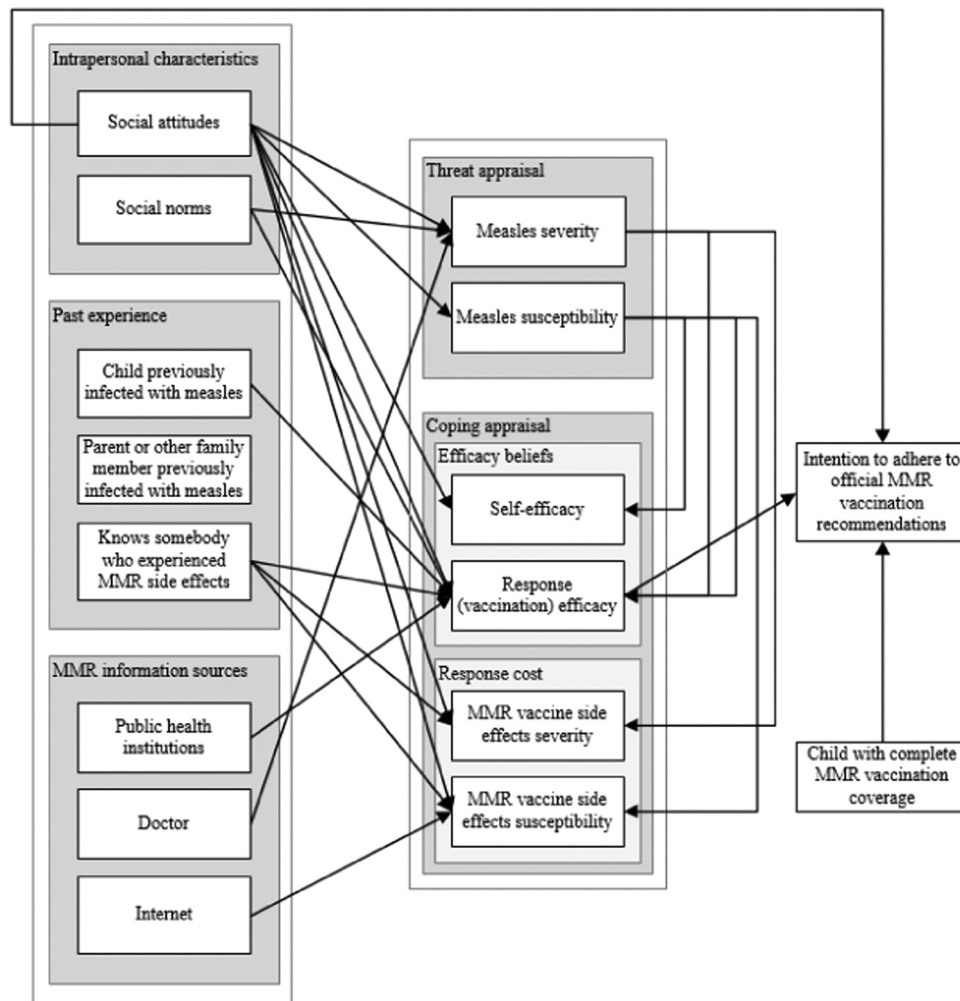 Intrapersonal characteristics
Social attitudes
Social norms
Past experience
Child previously
infected with measles
Parent or other family
member previously
infected with measles
Knows somebody
who experienced
MMR side effects
MMR information sources
Public health
institutions
Doctor
Internet
Threat appraisal
Measles severity
Measles susceptibility
Coping appraisal
Efficacy beliefs
Self-efficacy
Response
(vaccination) efficacy
Response cost
MMR vaccine side
effects severity
MMR vaccine side
effects susceptibility
Intention to adhere to
official MMR
vaccination
recommendations
Child with complete
MMR vaccination
coverage